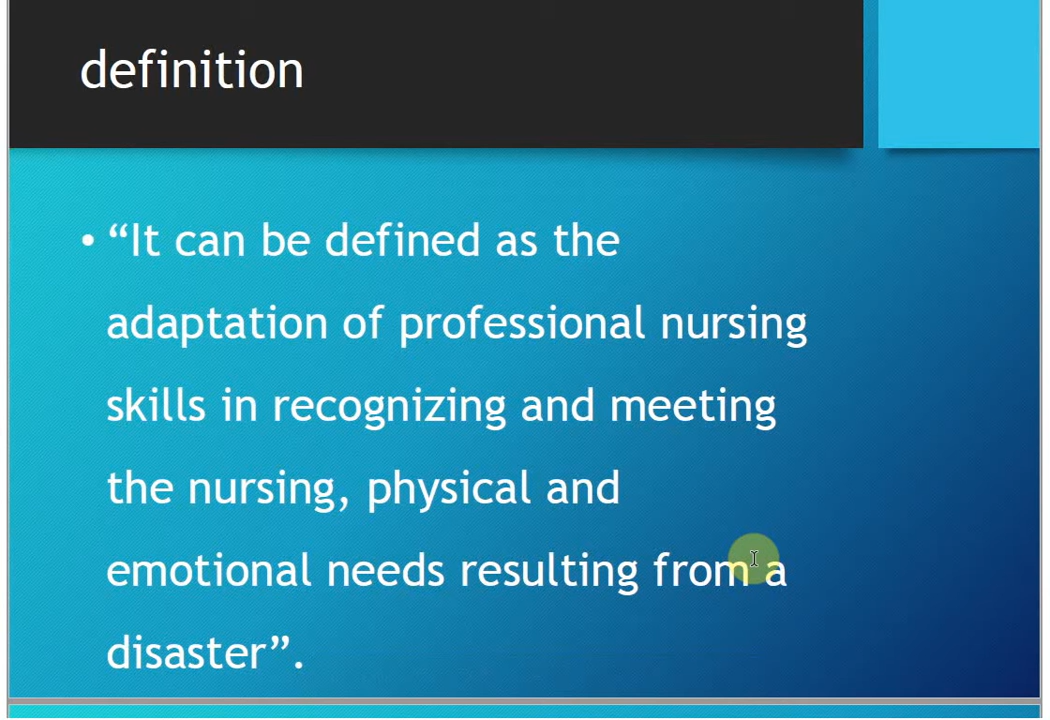 definition
• “It can be defined as the
adaptation of professional nursing
skills in recognizing and meeting
the nursing, physical and
emotional needs resulting from a
disaster”.